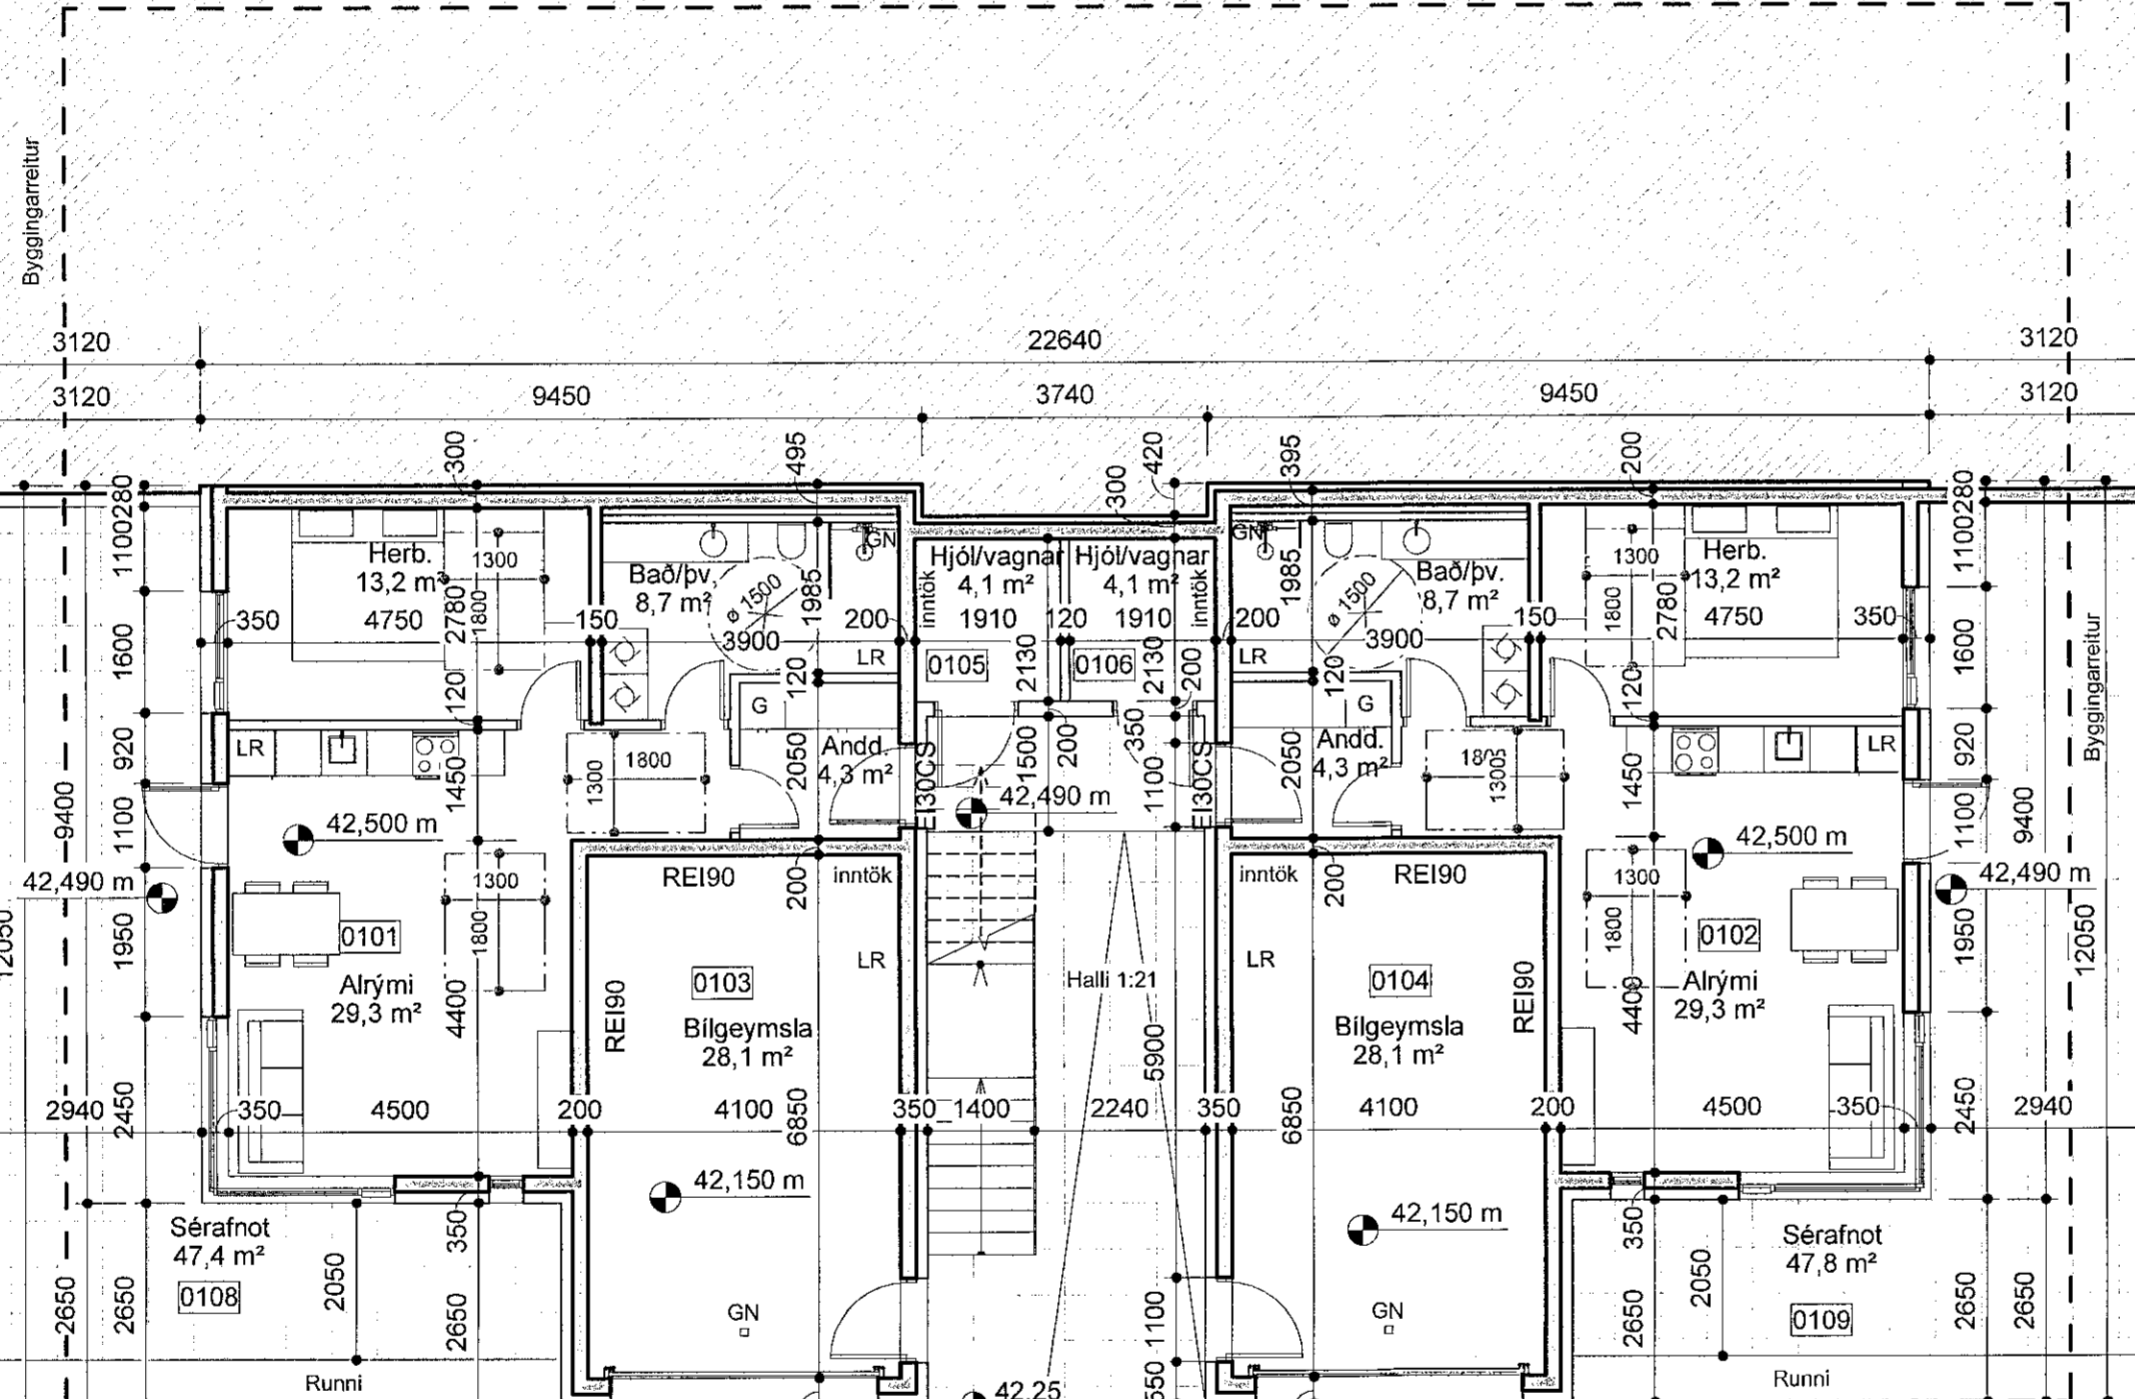 Byggingarreitur
3120
22640
3120
3120
9450
3740
9450
3120
300
495
420
300
395
200
280
1100
1600
920
1100
1950
2450
2650
9400
12050
2940
2650
42,490 m
Herb.
13,2 m²
1300
1800
2780
350
4750
150
120
Bað/þv.
8,7 m²
ø 1500
1985
3900
200
GN
LR
120
G
Andd.
4,3 m²
2050
EI30CS
Hjól/vagnar
4,1 m²
1910
inntök
0105
2130
120
Hjól/vagnar
4,1 m²
1910
inntök
0106
2130
200
1500
200
350
1100
EI30CS
42,490 m
GN
1985
ø 1500
Bað/þv.
8,7 m²
200
3900
LR
120
G
Andd.
4,3 m²
2050
150
1300
1800
2780
Herb.
13,2 m²
4750
350
120
280
1100
1600
920
1100
1950
2450
2650
9400
12050
2940
2650
42,490 m
Byggingarreitur
LR
1450
1300
1800
42,500 m
1300
1800
0101
Alrými
29,3 m²
4400
350
4500
200
350
REI90
inntök
200
LR
REI90
0103
Bílgeymsla
28,1 m²
4100
6850
350
42,150 m
GN
1400
2240
Halli 1:21
5900
1100
42,25
inntök
REI90
200
LR
REI90
0104
Bílgeymsla
28,1 m²
350
4100
6850
200
42,150 m
GN
1450
LR
42,500 m
1300
1800
0102
Alrými
29,3 m²
4400
4500
350
350
Sérafnot
47,4 m²
0108
2050
2650
Runni
Sérafnot
47,8 m²
0109
2050
2650
Runni